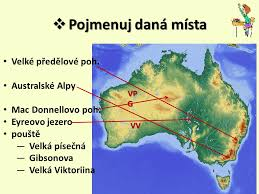 ❖ Pojmenuj daná místa
• Velké předělové poh.
• Australské Alpy
• Mac Donnellovo poh.
• Eyreovo jezero
• pouště
— Velká písečná
— Gibsonova
— Velká Viktoriina
VP
G
VV